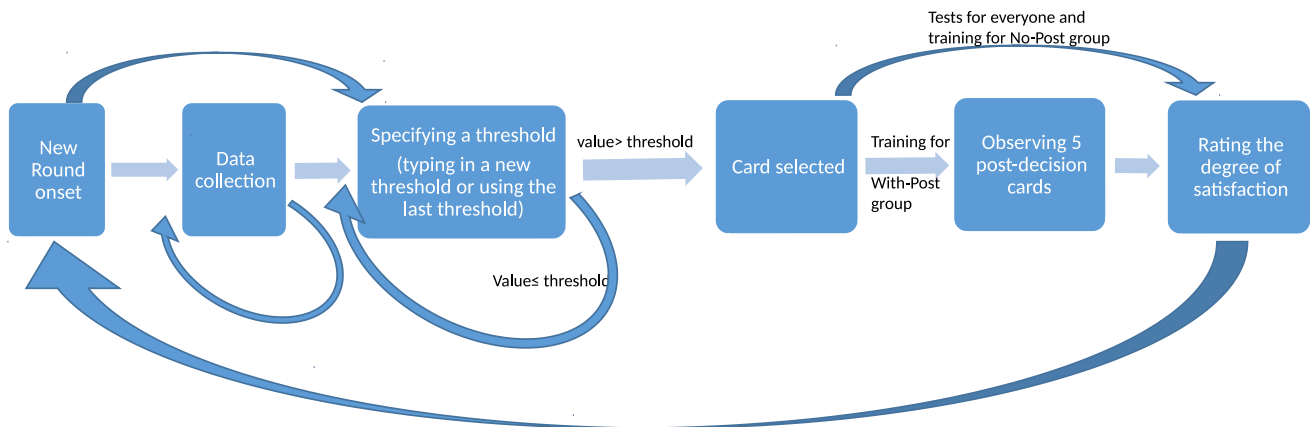 Tests for everyone and
training for No-Post group
New
Round
onset
Data
collection
Specifying a threshold
(typing in a new
threshold or using the
last threshold)
value> threshold
Value≤ threshold
Card selected
Training for
With-Post
group
Observing 5
post-decision
cards
Rating the
degree of
satisfaction